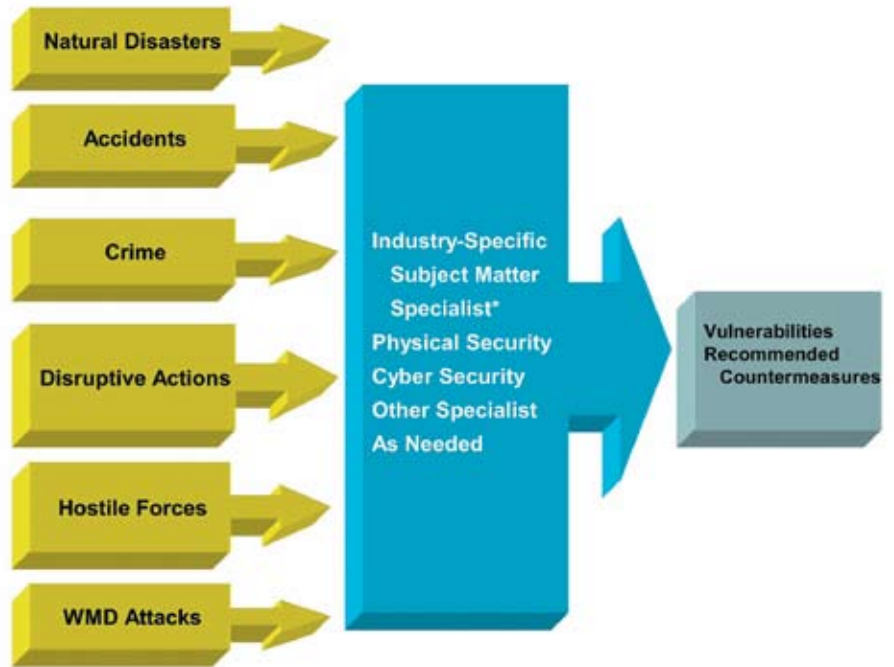 Natural Disasters
Accidents
Crime
Disruptive Actions
Hostile Forces
WMD Attacks
Industry-Specific
Subject Matter
Specialist*
Physical Security
Cyber Security
Other Specialist
As Needed
Vulnerabilities
Recommended
Countermeasures